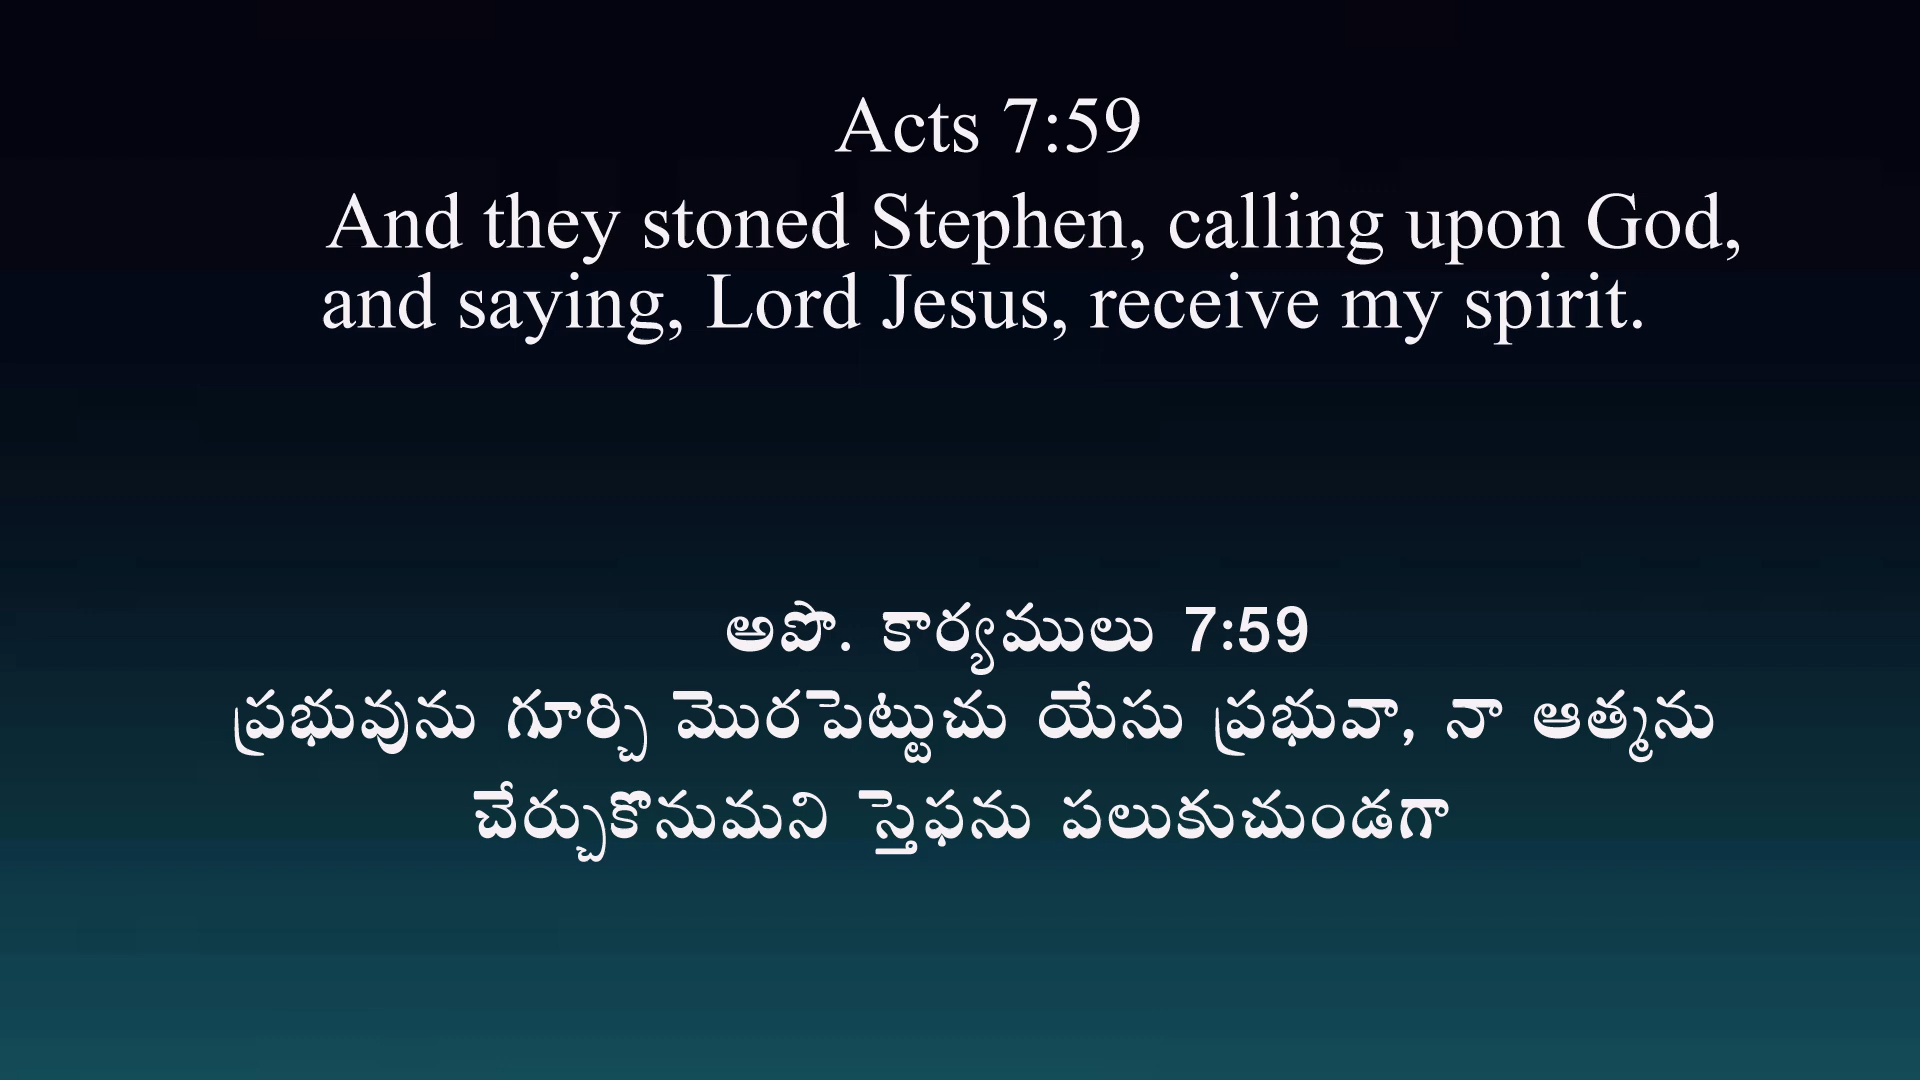 Acts 7:59
And they stoned Stephen, calling upon God,
and saying, Lord Jesus, receive my spirit.
అపొ. కార్యములు 7:59
ప్రభువును గూర్చి మొరపెట్టుచు యేసు ప్రభువా, నా ఆత్మను
చేర్చుకొనుమని స్తెఫను పలుకుచుండగా